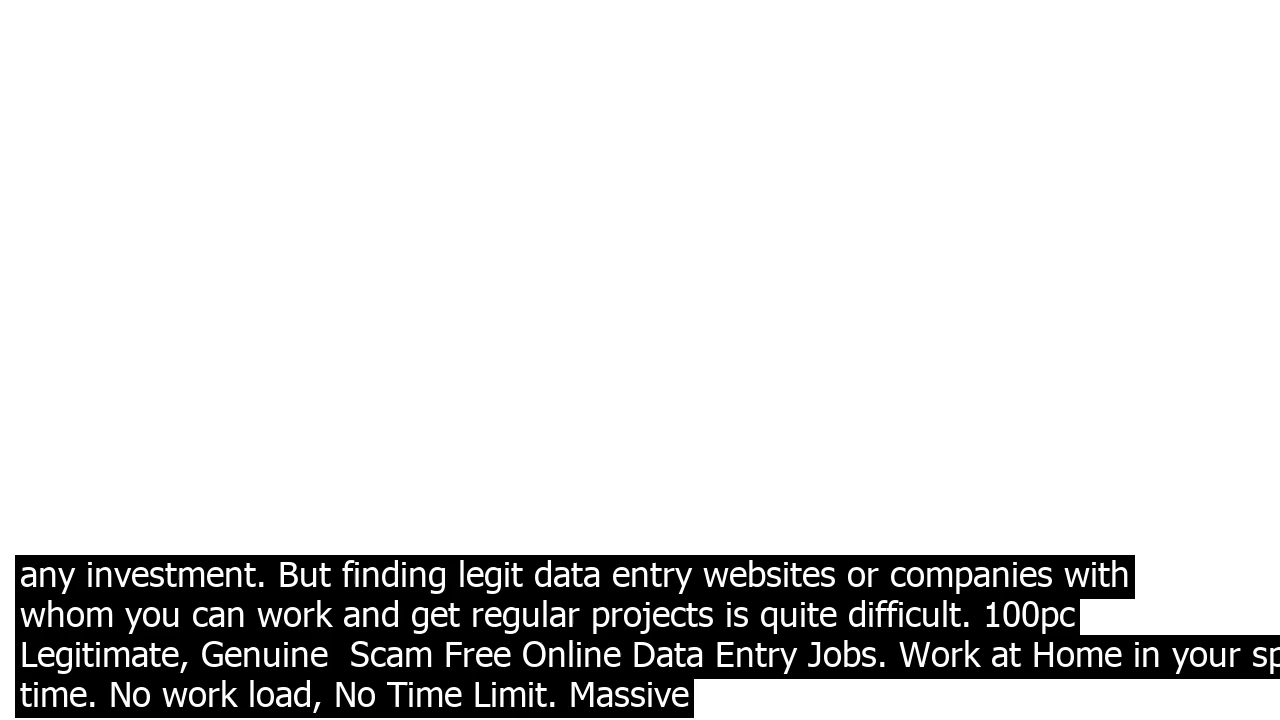 any investment. But finding legit data entry websites or companies with
whom you can work and get regular projects is quite difficult. 100pc
Legitimate, Genuine  Scam Free Online Data Entry Jobs. Work at Home in your
time. No work load, No Time Limit. Massive